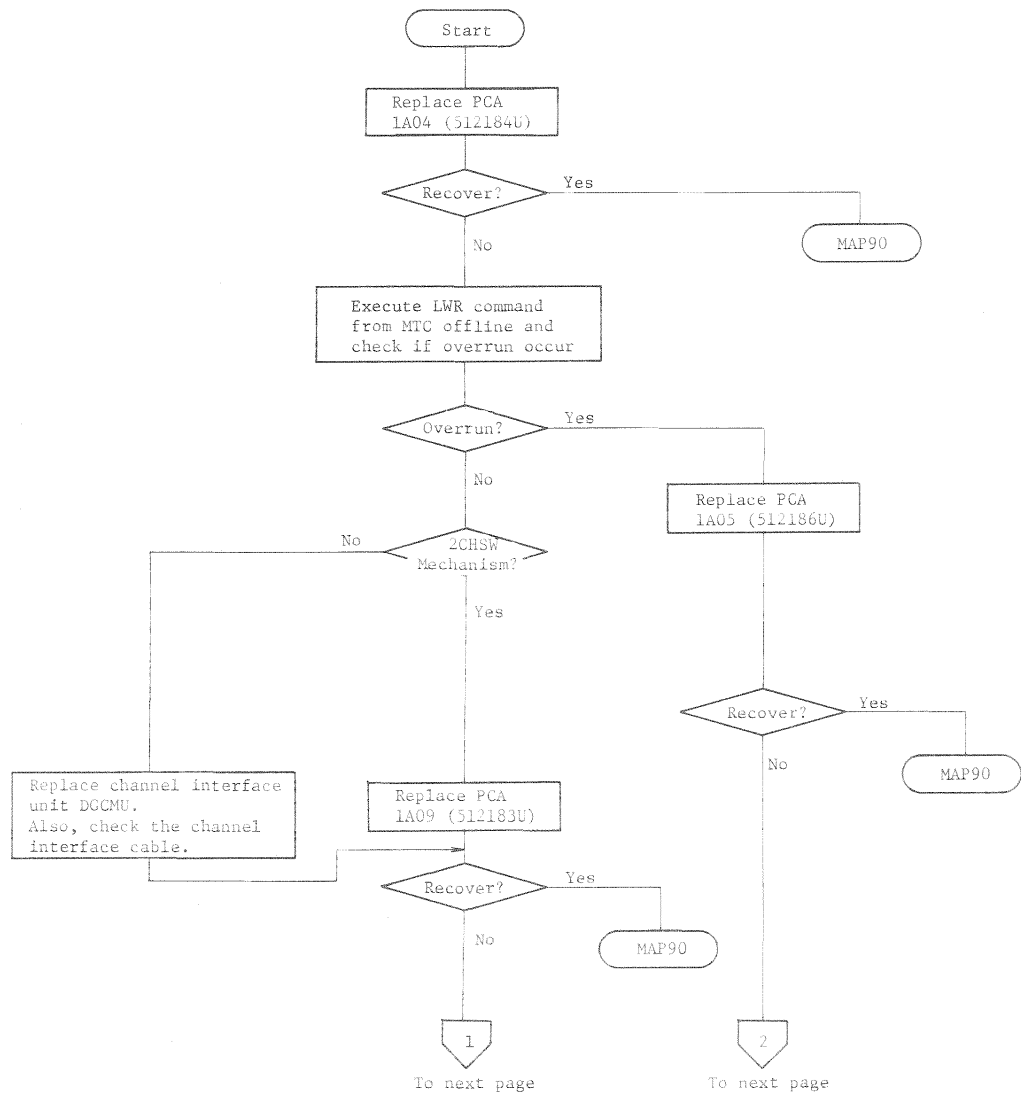 Start
Replace PCA
1A04 (512184U)
Recover?
Yes
MAP90
No
Execute LWR command
from MTC offline and
check if overrun occur
Overrun?
Yes
No
Replace PCA
1A05 (512186U)
No
2CHSW
Mechanism?
Yes
Recover?
Yes
MAP90
No
Replace channel interface
unit DGCMU.
Also, check the channel
interface cable.
Replace PCA
1A09 (512183U)
Recover?
Yes
MAP90
No
1
To next page
2
To next page